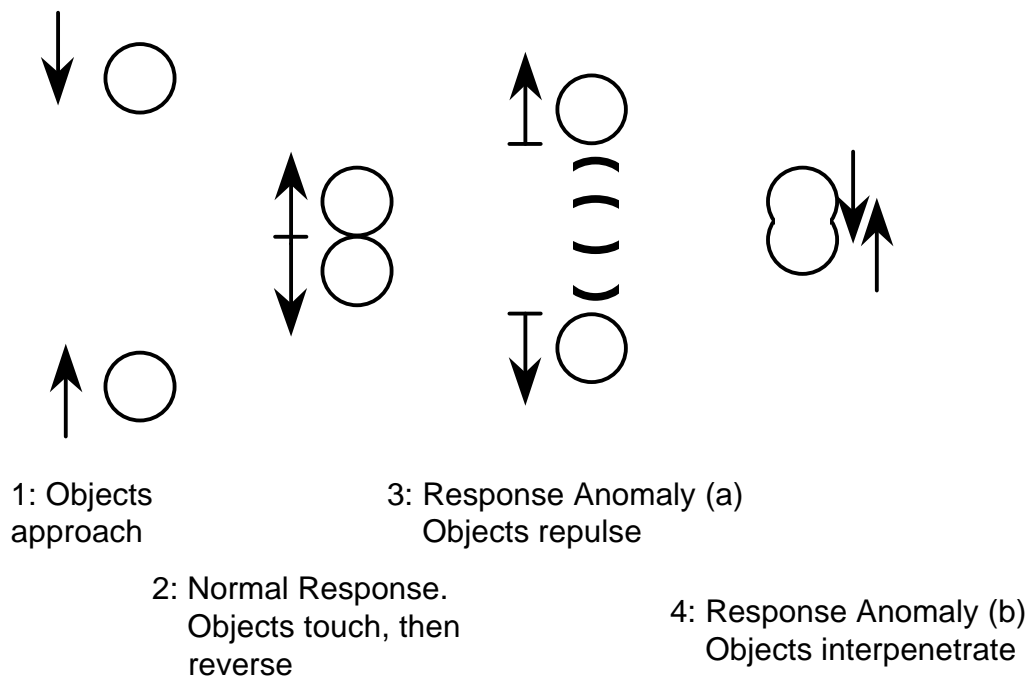 1: Objects
approach
2: Normal Response.
Objects touch, then
reverse
3: Response Anomaly (a)
Objects repulse
4: Response Anomaly (b)
Objects interpenetrate